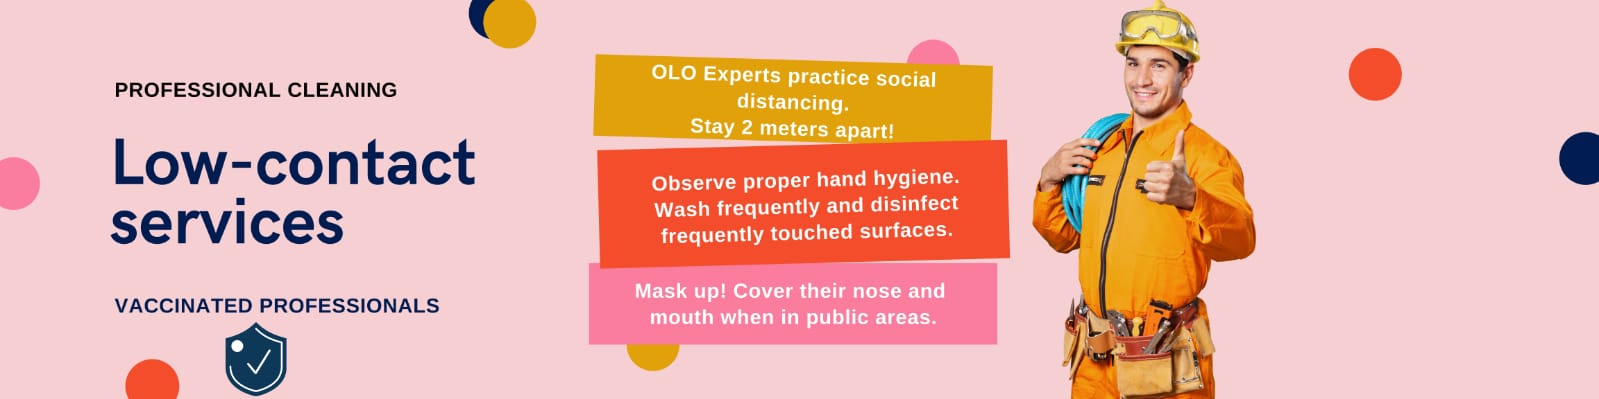 PROFESSIONAL CLEANING
Low-contact
services
VACCINATED PROFESSIONALS
OLO Experts practice social
distancing.
Stay 2 meters apart!
Observe proper hand hygiene.
Wash frequently and disinfect
frequently touched surfaces.
Mask up! Cover their nose and
mouth when in public areas.